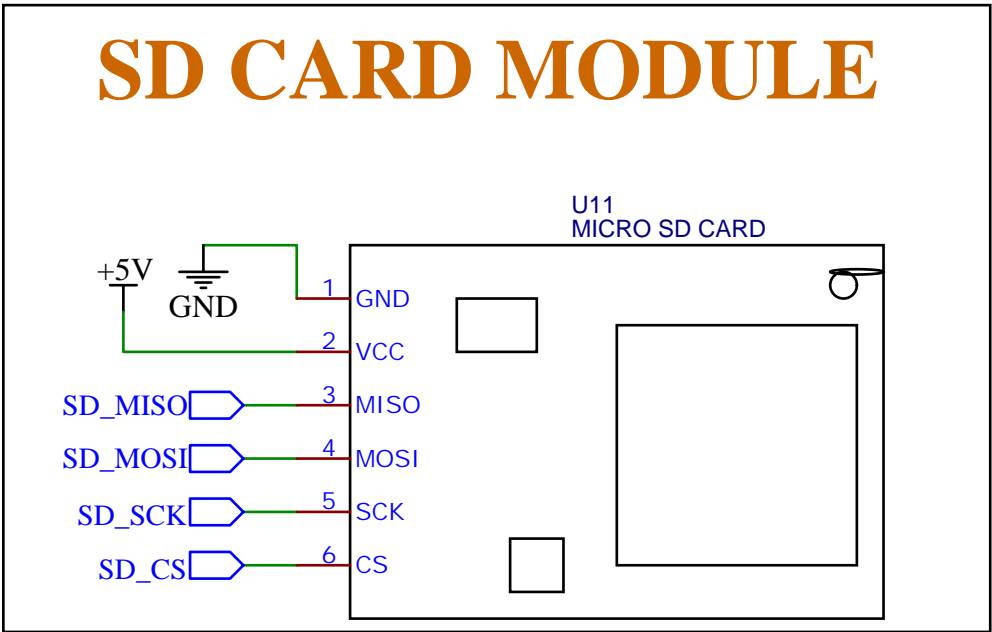 SD CARD MODULE
U11
MICRO SD CARD
+5V
GND
1 GND
2 VCC
SD_MISO 3 MISO
SD_MOSI 4 MOSI
SD_SCK 5 SCK
SD_CS 6 CS